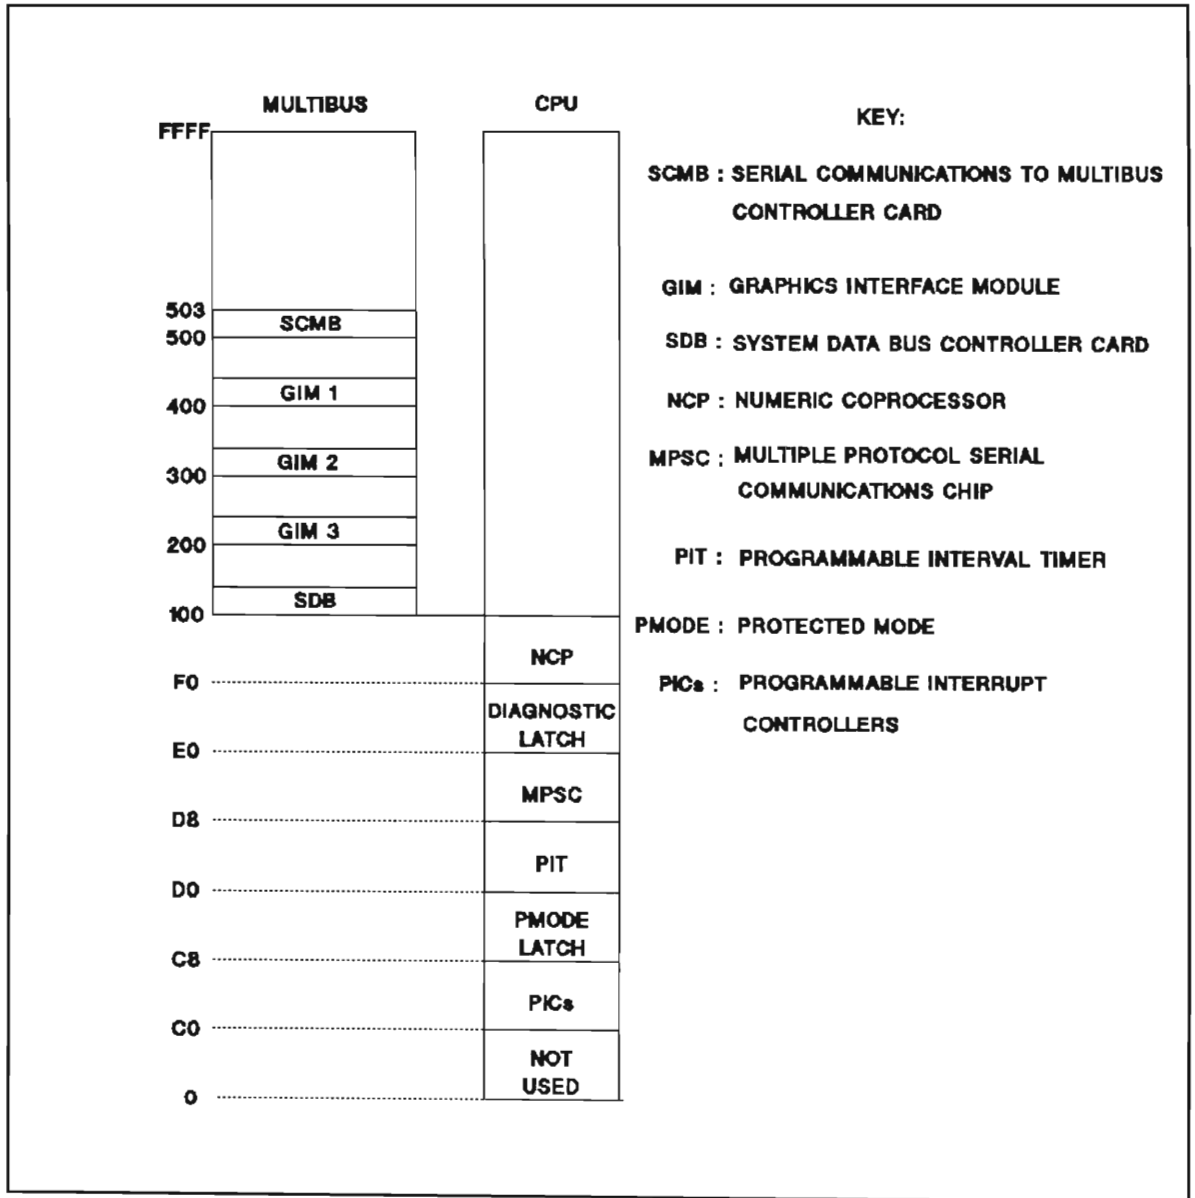 MULTIBUS
CPU
KEY:
FFFF
SCMB : SERIAL COMMUNICATIONS TO MULTIBUS
CONTROLLER CARD
GIM : GRAPHICS INTERFACE MODULE
503
SCMB
500
SDB : SYSTEM DATA BUS CONTROLLER CARD
GIM 1
400
NCP : NUMERIC COPROCESSOR
GIM 2
300
MPSC : MULTIPLE PROTOCOL SERIAL
COMMUNICATIONS CHIP
GIM 3
200
PIT : PROGRAMMABLE INTERVAL TIMER
SDB
100
PMODE : PROTECTED MODE
NCP
F0
PICs : PROGRAMMABLE INTERRUPT
CONTROLLERS
DIAGNOSTIC
LATCH
E0
MPSC
D8
PIT
D0
PMODE
LATCH
C8
PICs
C0
NOT
USED
0